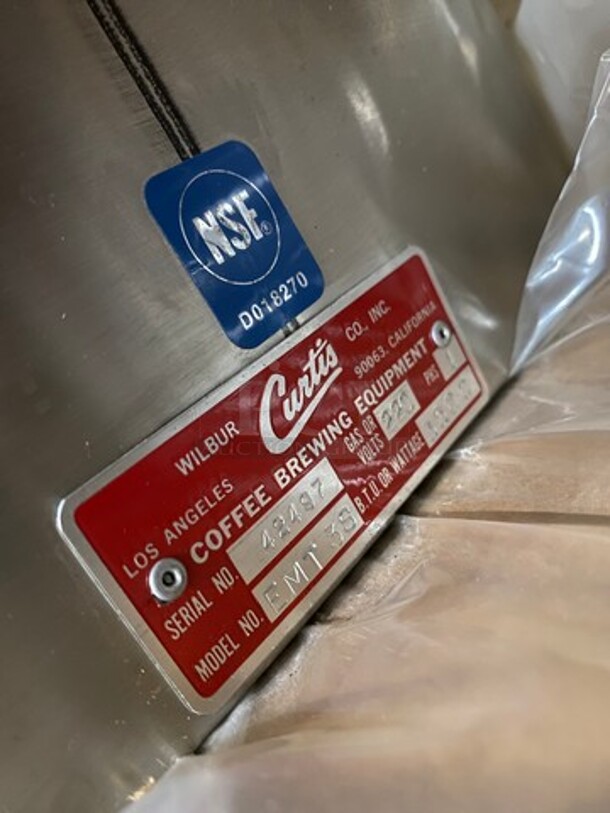 NSF®
D018270
WILBUR Curtis CO., INC.
LOS ANGELES 90063, CALIFORNIA
COFFEE BREWING EQUIPMENT
SERIAL NO. 42497 GAS OR VOLTS 220 PHS 1
MODEL NO. EMT 3S B.T.U. OR WATTAGE